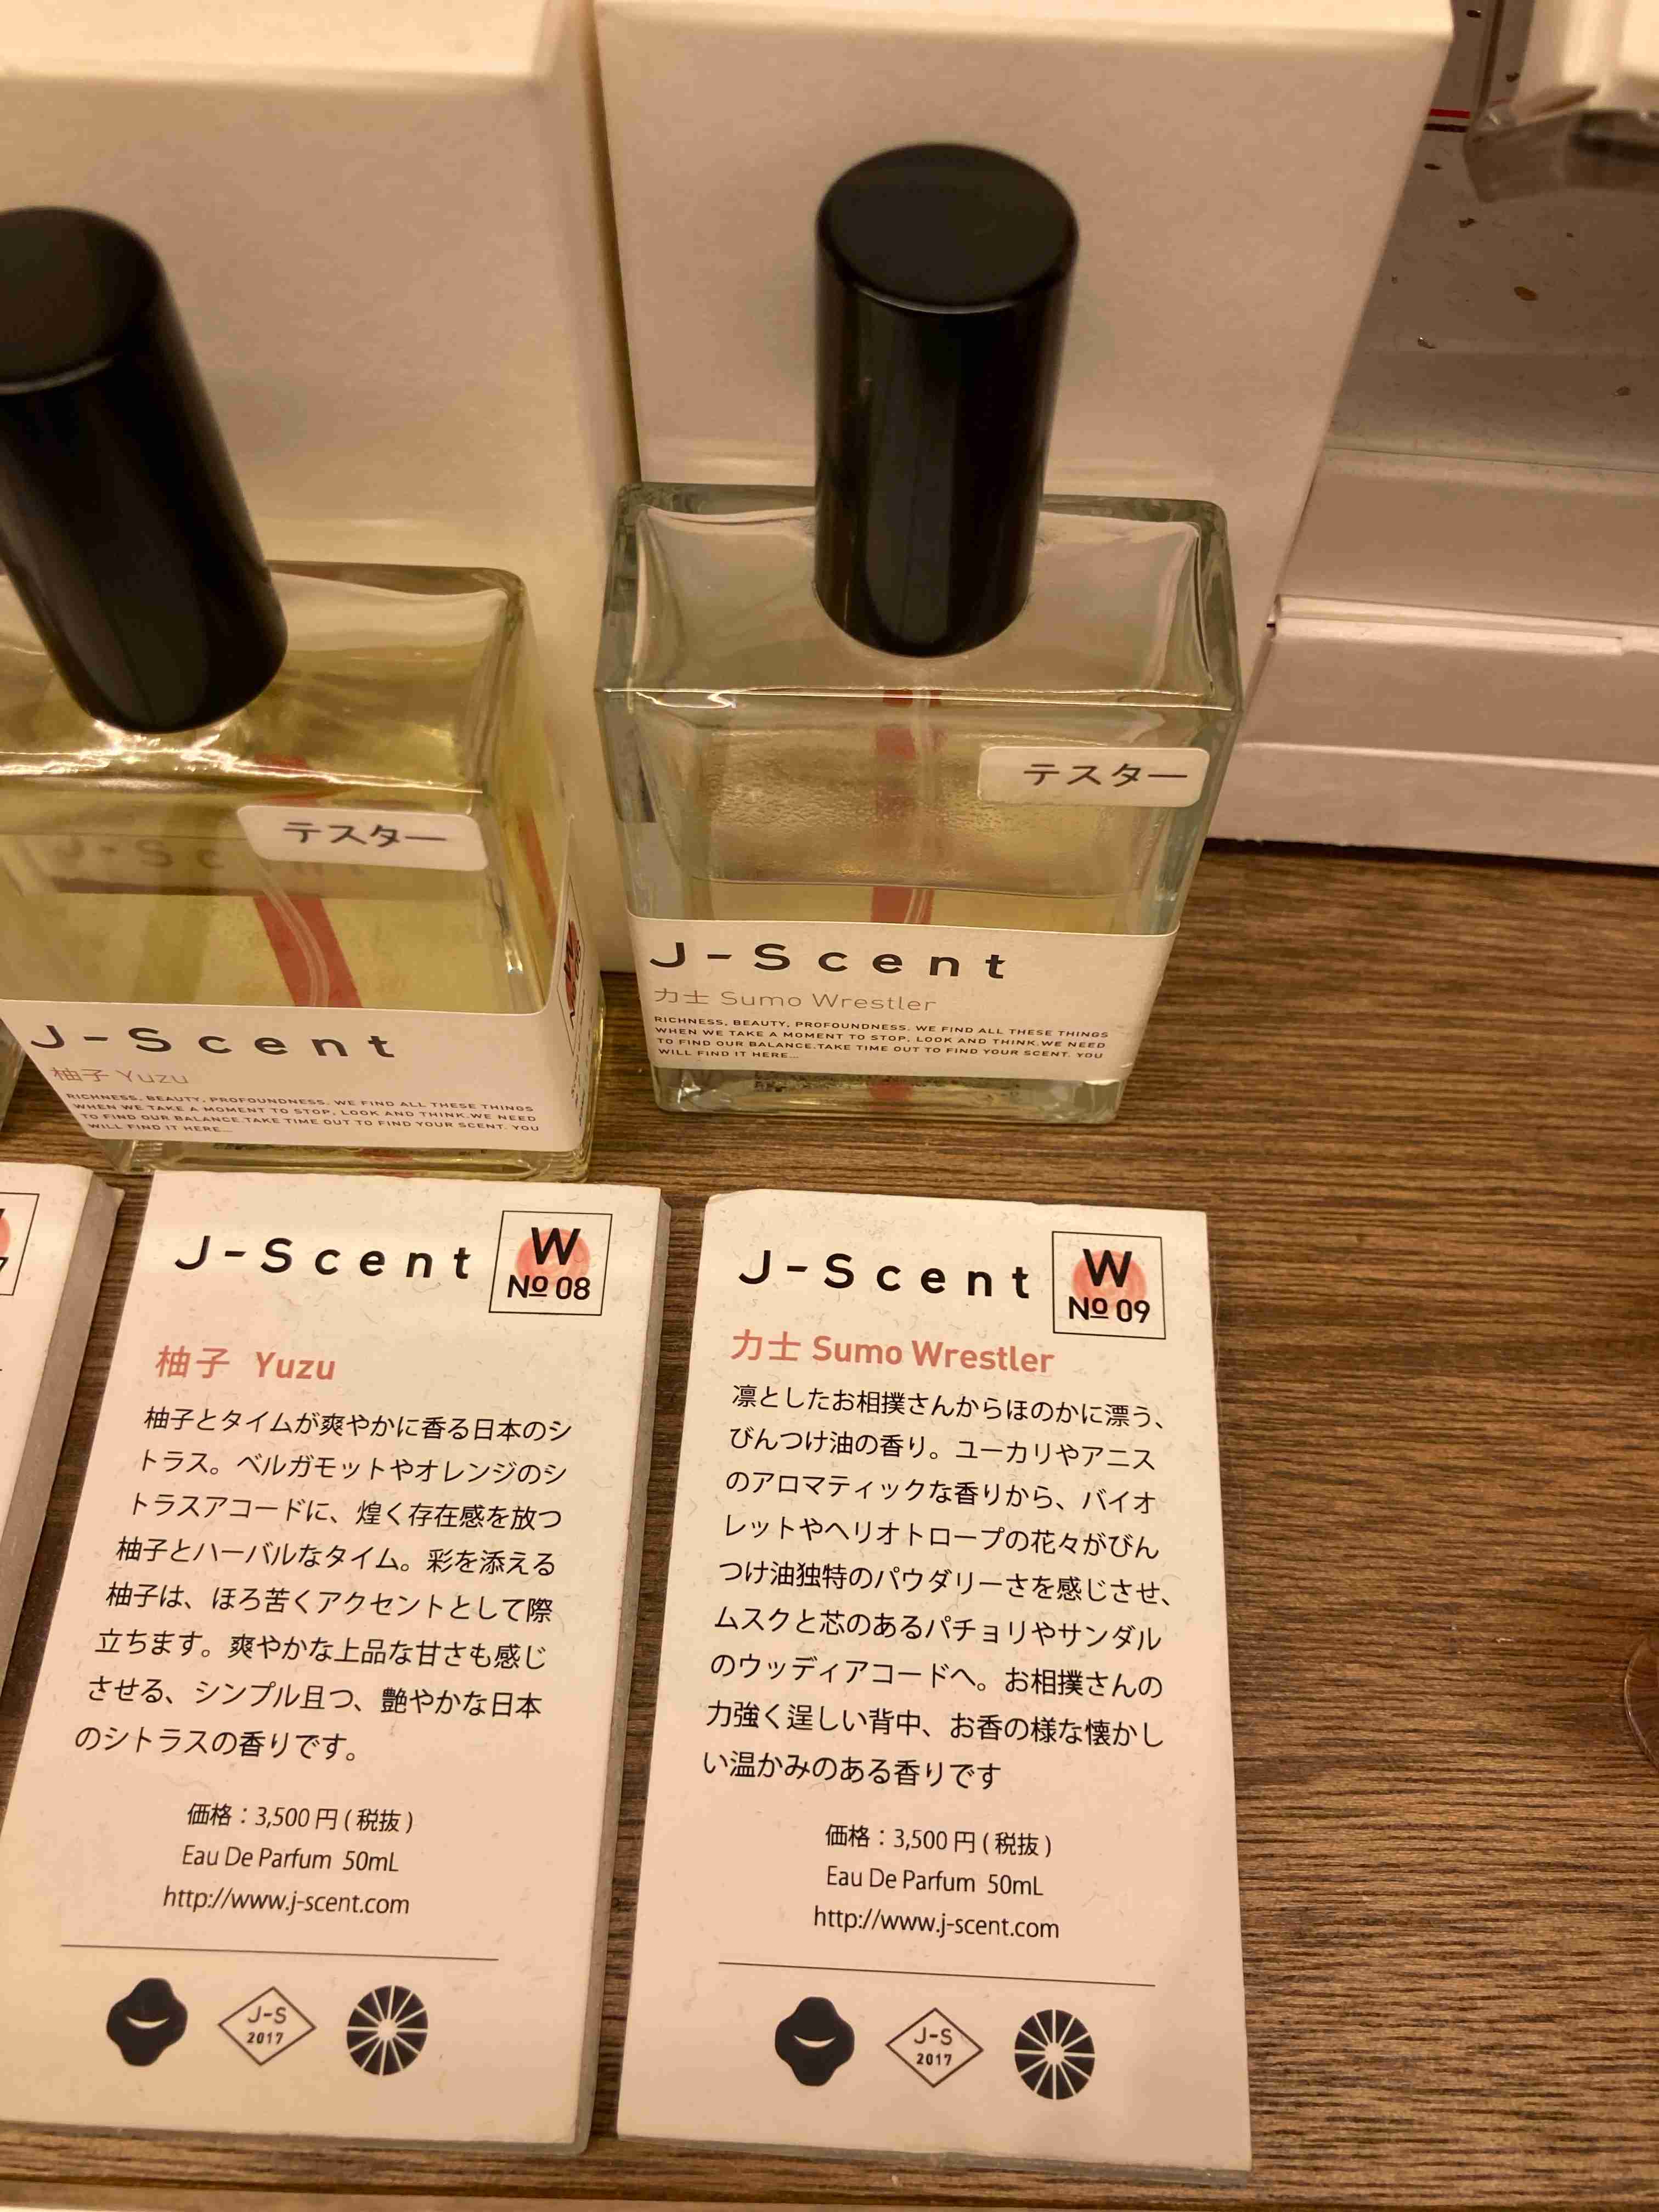 テスター
J-Scent
柚子 Yuzu
RICHNESS, BEAUTY, PROFOUNDNESS. WE FIND ALL THESE THINGS
WHEN WE TAKE A MOMENT TO STOP, LOOK AND THINK.WE NEED
TO FIND OUR BALANCE.TAKE TIME OUT TO FIND YOUR SCENT. YOU
WILL FIND IT HERE...
テスター
J-Scent
力士 Sumo Wrestler
RICHNESS, BEAUTY, PROFOUNDNESS. WE FIND ALL THESE THINGS
WHEN WE TAKE A MOMENT TO STOP, LOOK AND THINK.WE NEED
TO FIND OUR BALANCE.TAKE TIME OUT TO FIND YOUR SCENT. YOU
WILL FIND IT HERE...
J-Scent
W
№ 08
柚子 Yuzu
柚子とタイムが爽やかに香る日本のシ
トラス。ベルガモットやオレンジのシ
トラスアコードに、煌く存在感を放つ
柚子とハーバルなタイム。彩を添える
柚子は、ほろ苦くアクセントとして際
立ちます。爽やかな上品な甘さも感じ
させる、シンプル且つ、艶やかな日本
のシトラスの香りです。
価格：3,500 円 ( 税抜 )
Eau De Parfum 50mL
http://www.j-scent.com
J-S
2017
J-Scent
W
№ 09
力士 Sumo Wrestler
凛としたお相撲さんからほのかに漂う、
びんつけ油の香り。ユーカリやアニス
のアロマティックな香りから、バイオ
レットやヘリオトロープの花々がびん
つけ油独特のパウダリーさを感じさせ、
ムスクと芯のあるパチョリやサンダル
のウッディアコードへ。お相撲さんの
力強く逞しい背中、お香の様な懐かし
い温かみのある香りです
価格：3,500 円 ( 税抜 )
Eau De Parfum 50mL
http://www.j-scent.com
J-S
2017